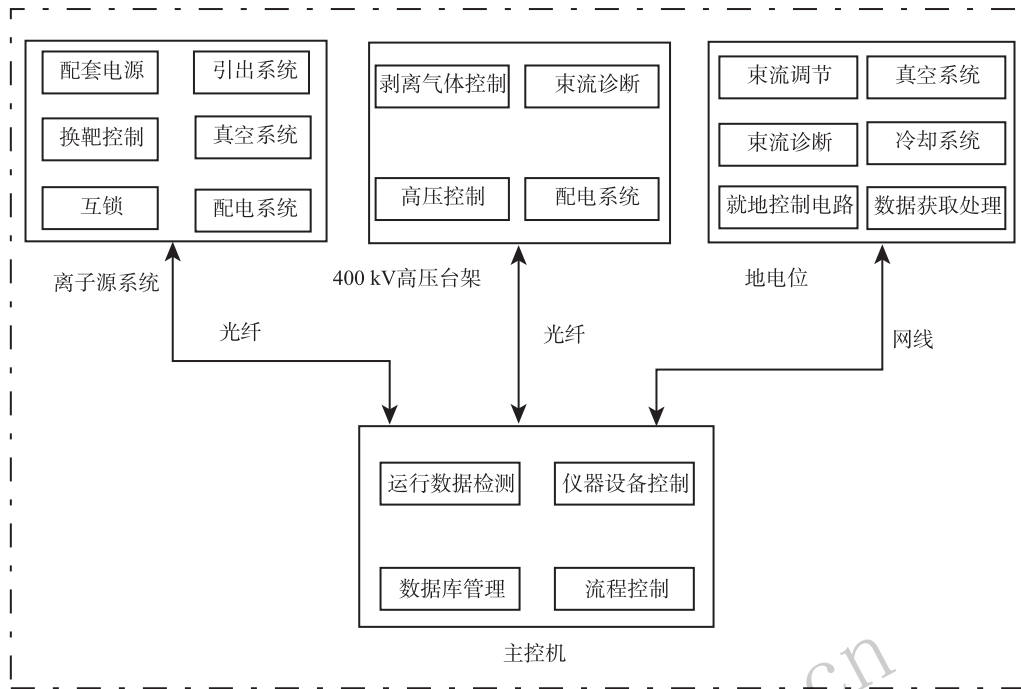 配套电源
引出系统
换靶控制
真空系统
互锁
配电系统
离子源系统
剥离气体控制
束流诊断
高压控制
配电系统
400 kV高压台架
束流调节
真空系统
束流诊断
冷却系统
就地控制电路
数据获取处理
地电位
光纤
光纤
网线
运行数据检测
仪器设备控制
数据库管理
流程控制
主控机
.cn